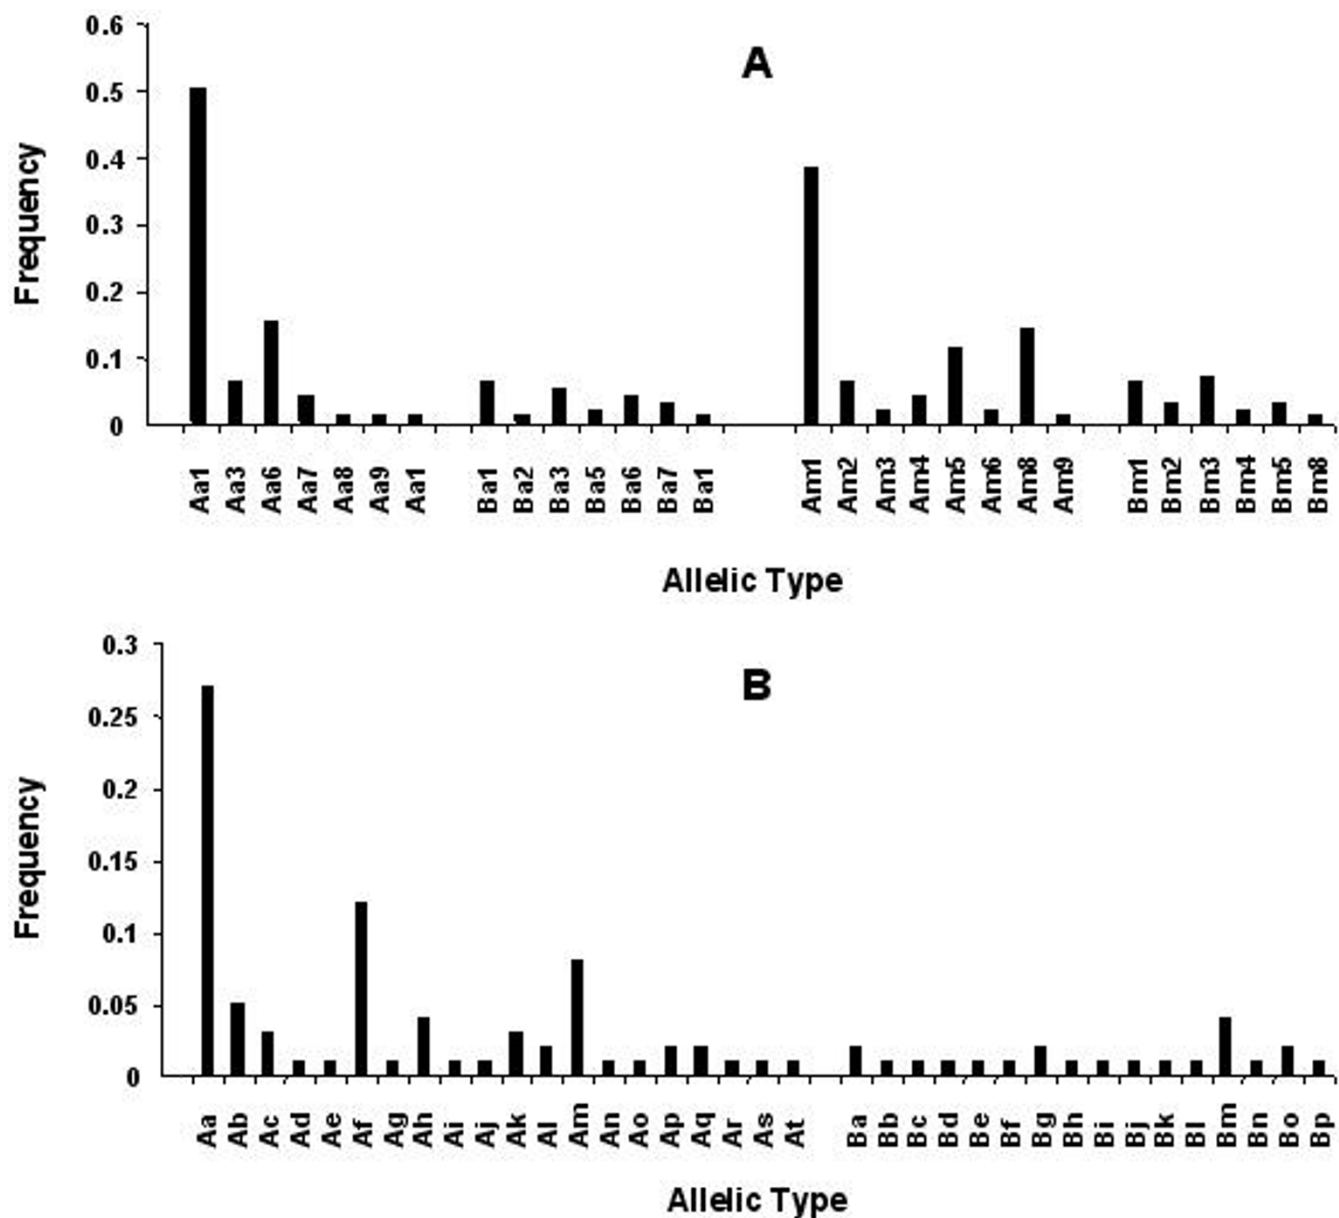 A
Frequency
0.6
0.5
0.4
0.3
0.2
0.1
0
Aa1 Aa3 Aa6 Aa7 Aa8 Aa9 Aa1 Ba1 Ba2 Ba3 Ba5 Ba6 Ba7 Ba1 Am1 Am2 Am3 Am4 Am5 Am6 Am8 Am9 Bm1 Bm2 Bm3 Bm4 Bm5 Bm8
Allelic Type
B
Frequency
0.3
0.25
0.2
0.15
0.1
0.05
0
Aa Ab Ac Ad Ae Af Ag Ah Ai Aj Ak Al Am An Ao Ap Aq Ar As At Ba Bb Bc Bd Be Bf Bg Bh Bi Bj Bk Bl Bm Bn Bo Bp
Allelic Type